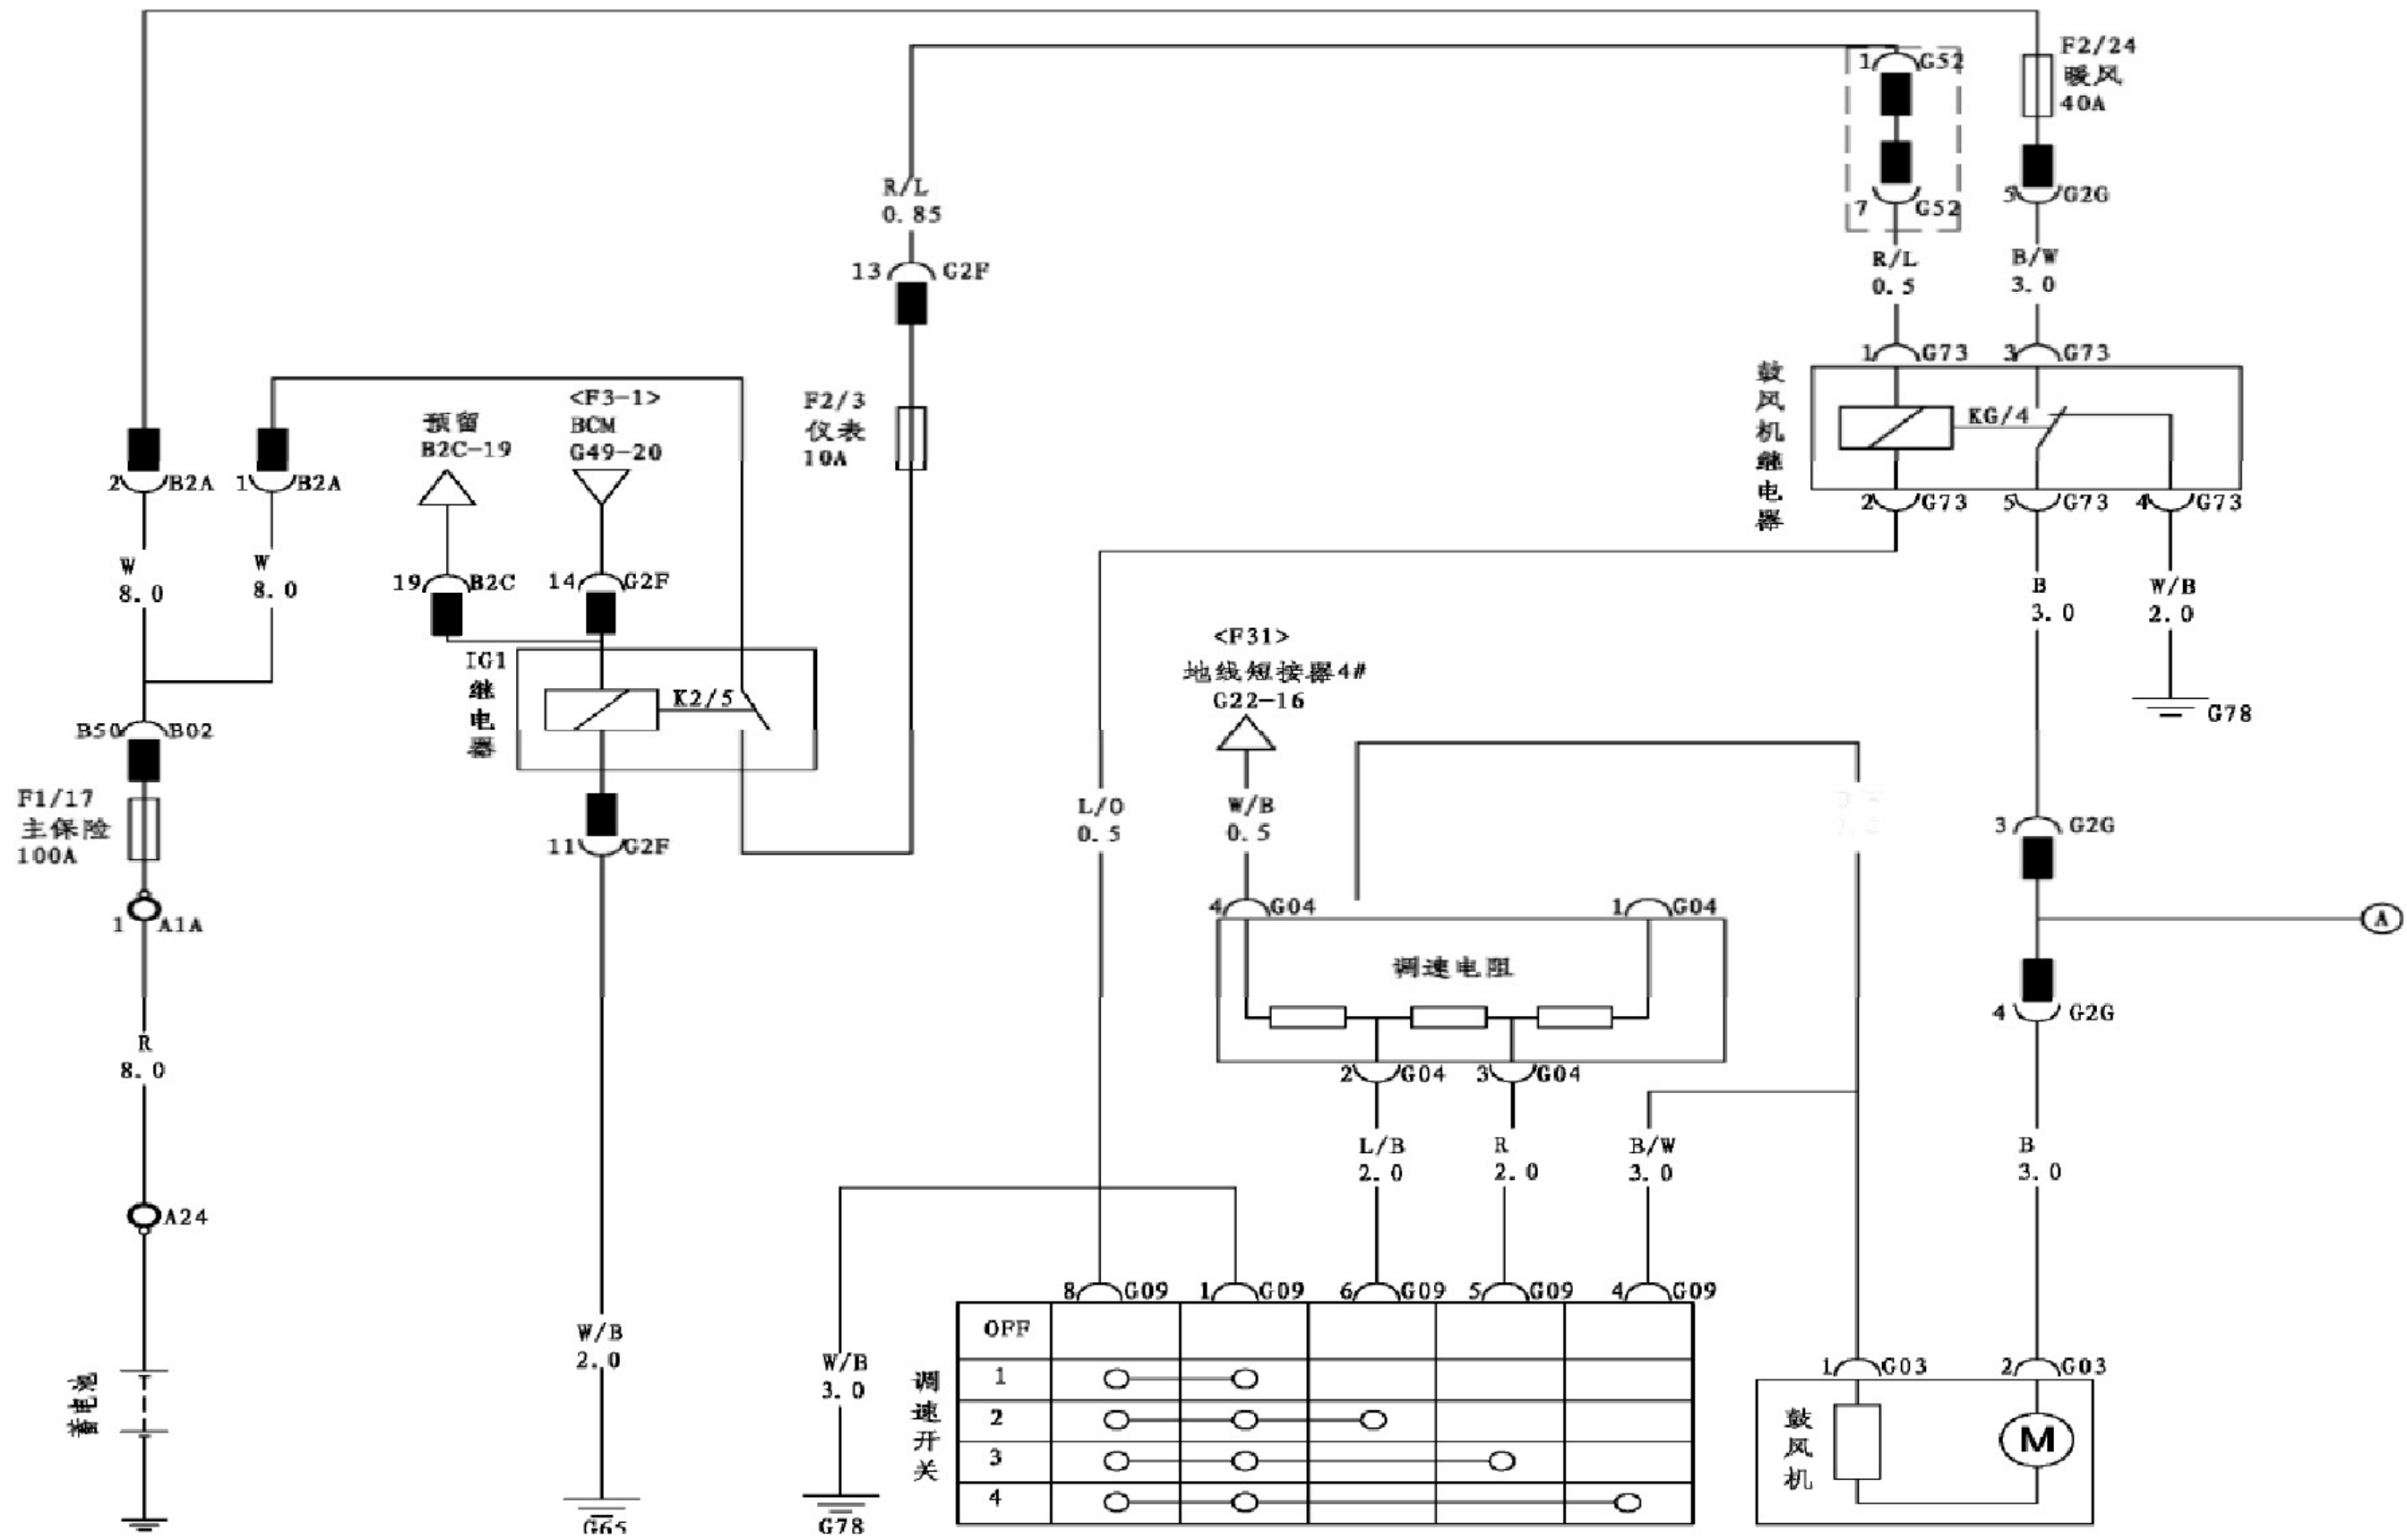 F2/24
暖风
40A
1 G52
7 G52
5 G2G
R/L
0.85
13 G2F
R/L
0.5
B/W
3.0
1 G73
3 G73
鼓风机继电器
KG/4
2 G73
5 G73
4 G73
<F3-1>
BCM
G49-20
预留
B2C-19
F2/3
仪表
10A
2 B2A
1 B2A
W
8.0
W
8.0
19 B2C
14 G2F
B
3.0
W/B
2.0
<F31>
地线短接器4#
G22-16
IG1
继电器
K2/5
G78
B50 B02
F1/17
主保险
100A
11 G2F
L/O
0.5
W/B
0.5
3 G2G
1 A1A
4 G04
1 G04
A
调速电阻
4 G2G
R
8.0
2 G04
3 G04
L/B
2.0
R
2.0
B/W
3.0
B
3.0
A24
8 G09
1 G09
6 G09
5 G09
4 G09
OFF
1
2
3
4
调速开关
W/B
2.0
W/B
3.0
蓄电池
1 G03
2 G03
鼓风机
M
G65
G78